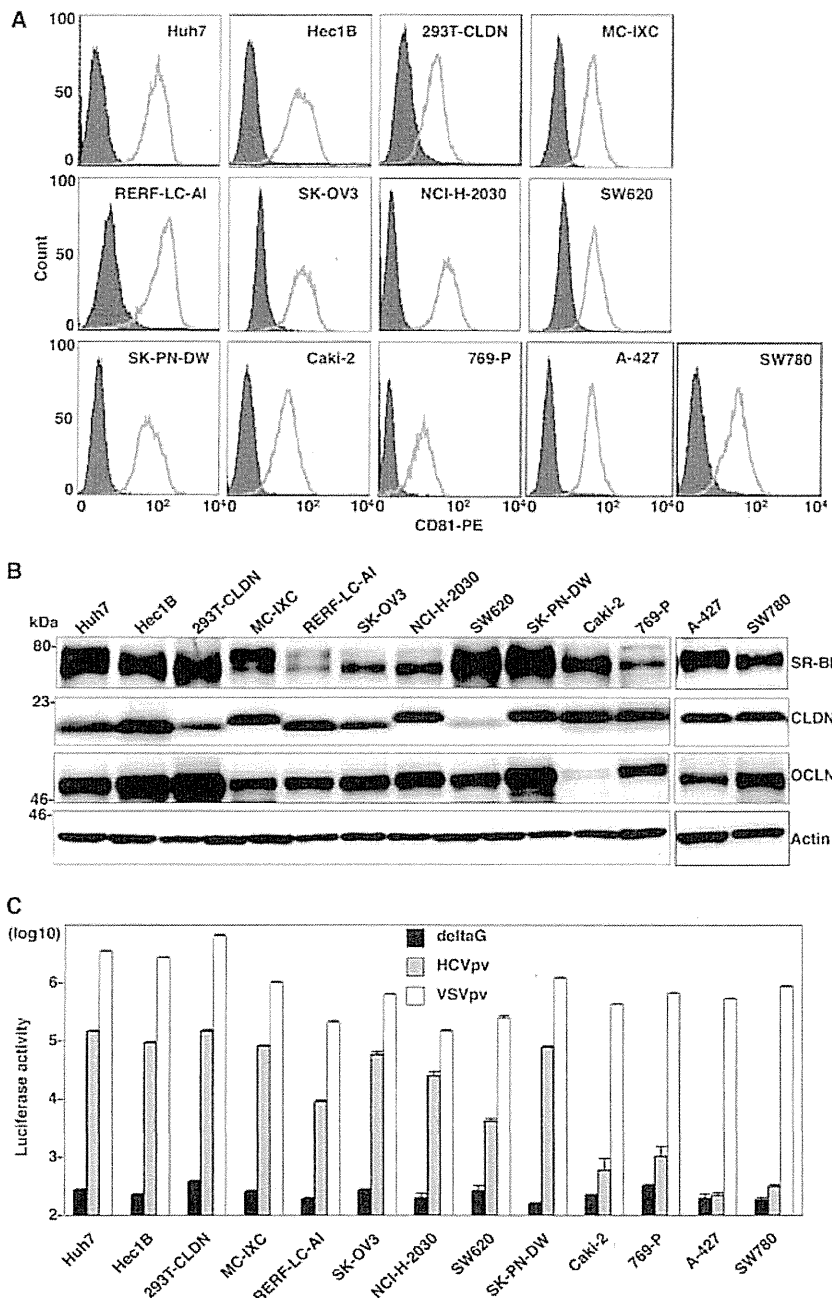 A
100
50
0
Huh7
Hec1B
293T-CLDN
MC-IXC
Count
100
50
0
RERF-LC-AI
SK-OV3
NCI-H-2030
SW620
100
50
0
SK-PN-DW
Caki-2
769-P
A-427
SW780
0 10² 10⁴
0 10² 10⁴
0 10² 10⁴
0 10² 10⁴
0 10² 10⁴
CD81-PE
B
kDa
Huh7
Hec1B
293T-CLDN
MC-IXC
RERF-LC-AI
SK-OV3
NCI-H-2030
SW620
SK-PN-DW
Caki-2
769-P
A-427
SW780
80-
SR-BI
23-
CLDN
OCLN
46-
46-
Actin
C
(log10)
deltaG
HCVpv
VSVpv
6-
5-
4-
3-
2-
Luciferase activity
Huh7
Hec1B
293T-CLDN
MC-IXC
RERF-LC-AI
SK-OV3
NCI-H-2030
SW620
SK-PN-DW
Caki-2
769-P
A-427
SW780